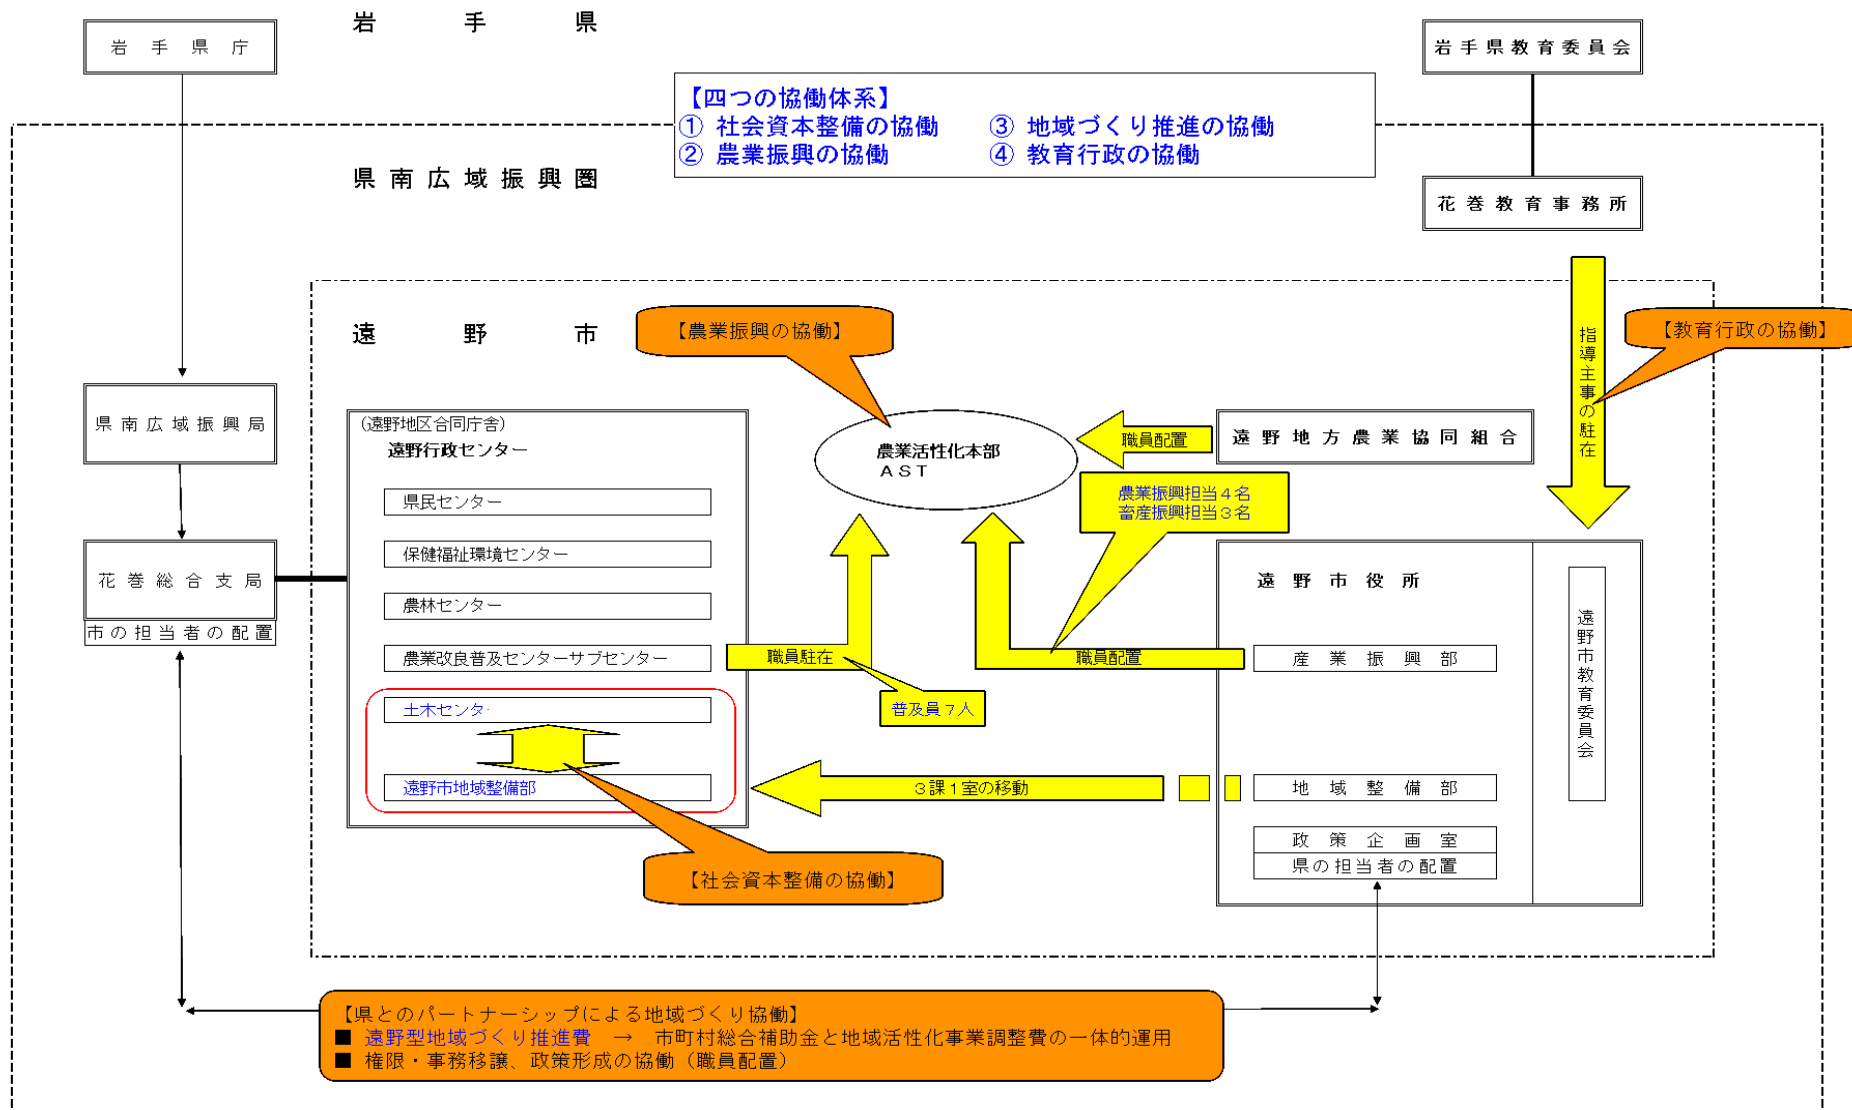 岩手県
岩手県庁
岩手県教育委員会
【四つの協働体系】
① 社会資本整備の協働 ③ 地域づくり推進の協働
② 農業振興の協働 ④ 教育行政の協働
県南広域振興圏
花巻教育事務所
遠野市
【農業振興の協働】
【教育行政の協働】
指導主事の駐在
県南広域振興局
(遠野地区合同庁舎)
遠野行政センター
農業活性化本部
AST
職員配置
遠野地方農業協同組合
県民センター
農業振興担当4名
畜産振興担当3名
保健福祉環境センター
花巻総合支局
市の担当者の配置
遠野市役所
農林センター
遠野市教育委員会
農業改良普及センターサブセンター
職員駐在
職員配置
産業振興部
土木センター
普及員7人
遠野市地域整備部
3課1室の移動
地域整備部
政策企画室
県の担当者の配置
【社会資本整備の協働】
【県とのパートナーシップによる地域づくり協働】
■ 遠野型地域づくり推進費 → 市町村総合補助金と地域活性化事業調整費の一体的運用
■ 権限・事務移譲、政策形成の協働(職員配置)